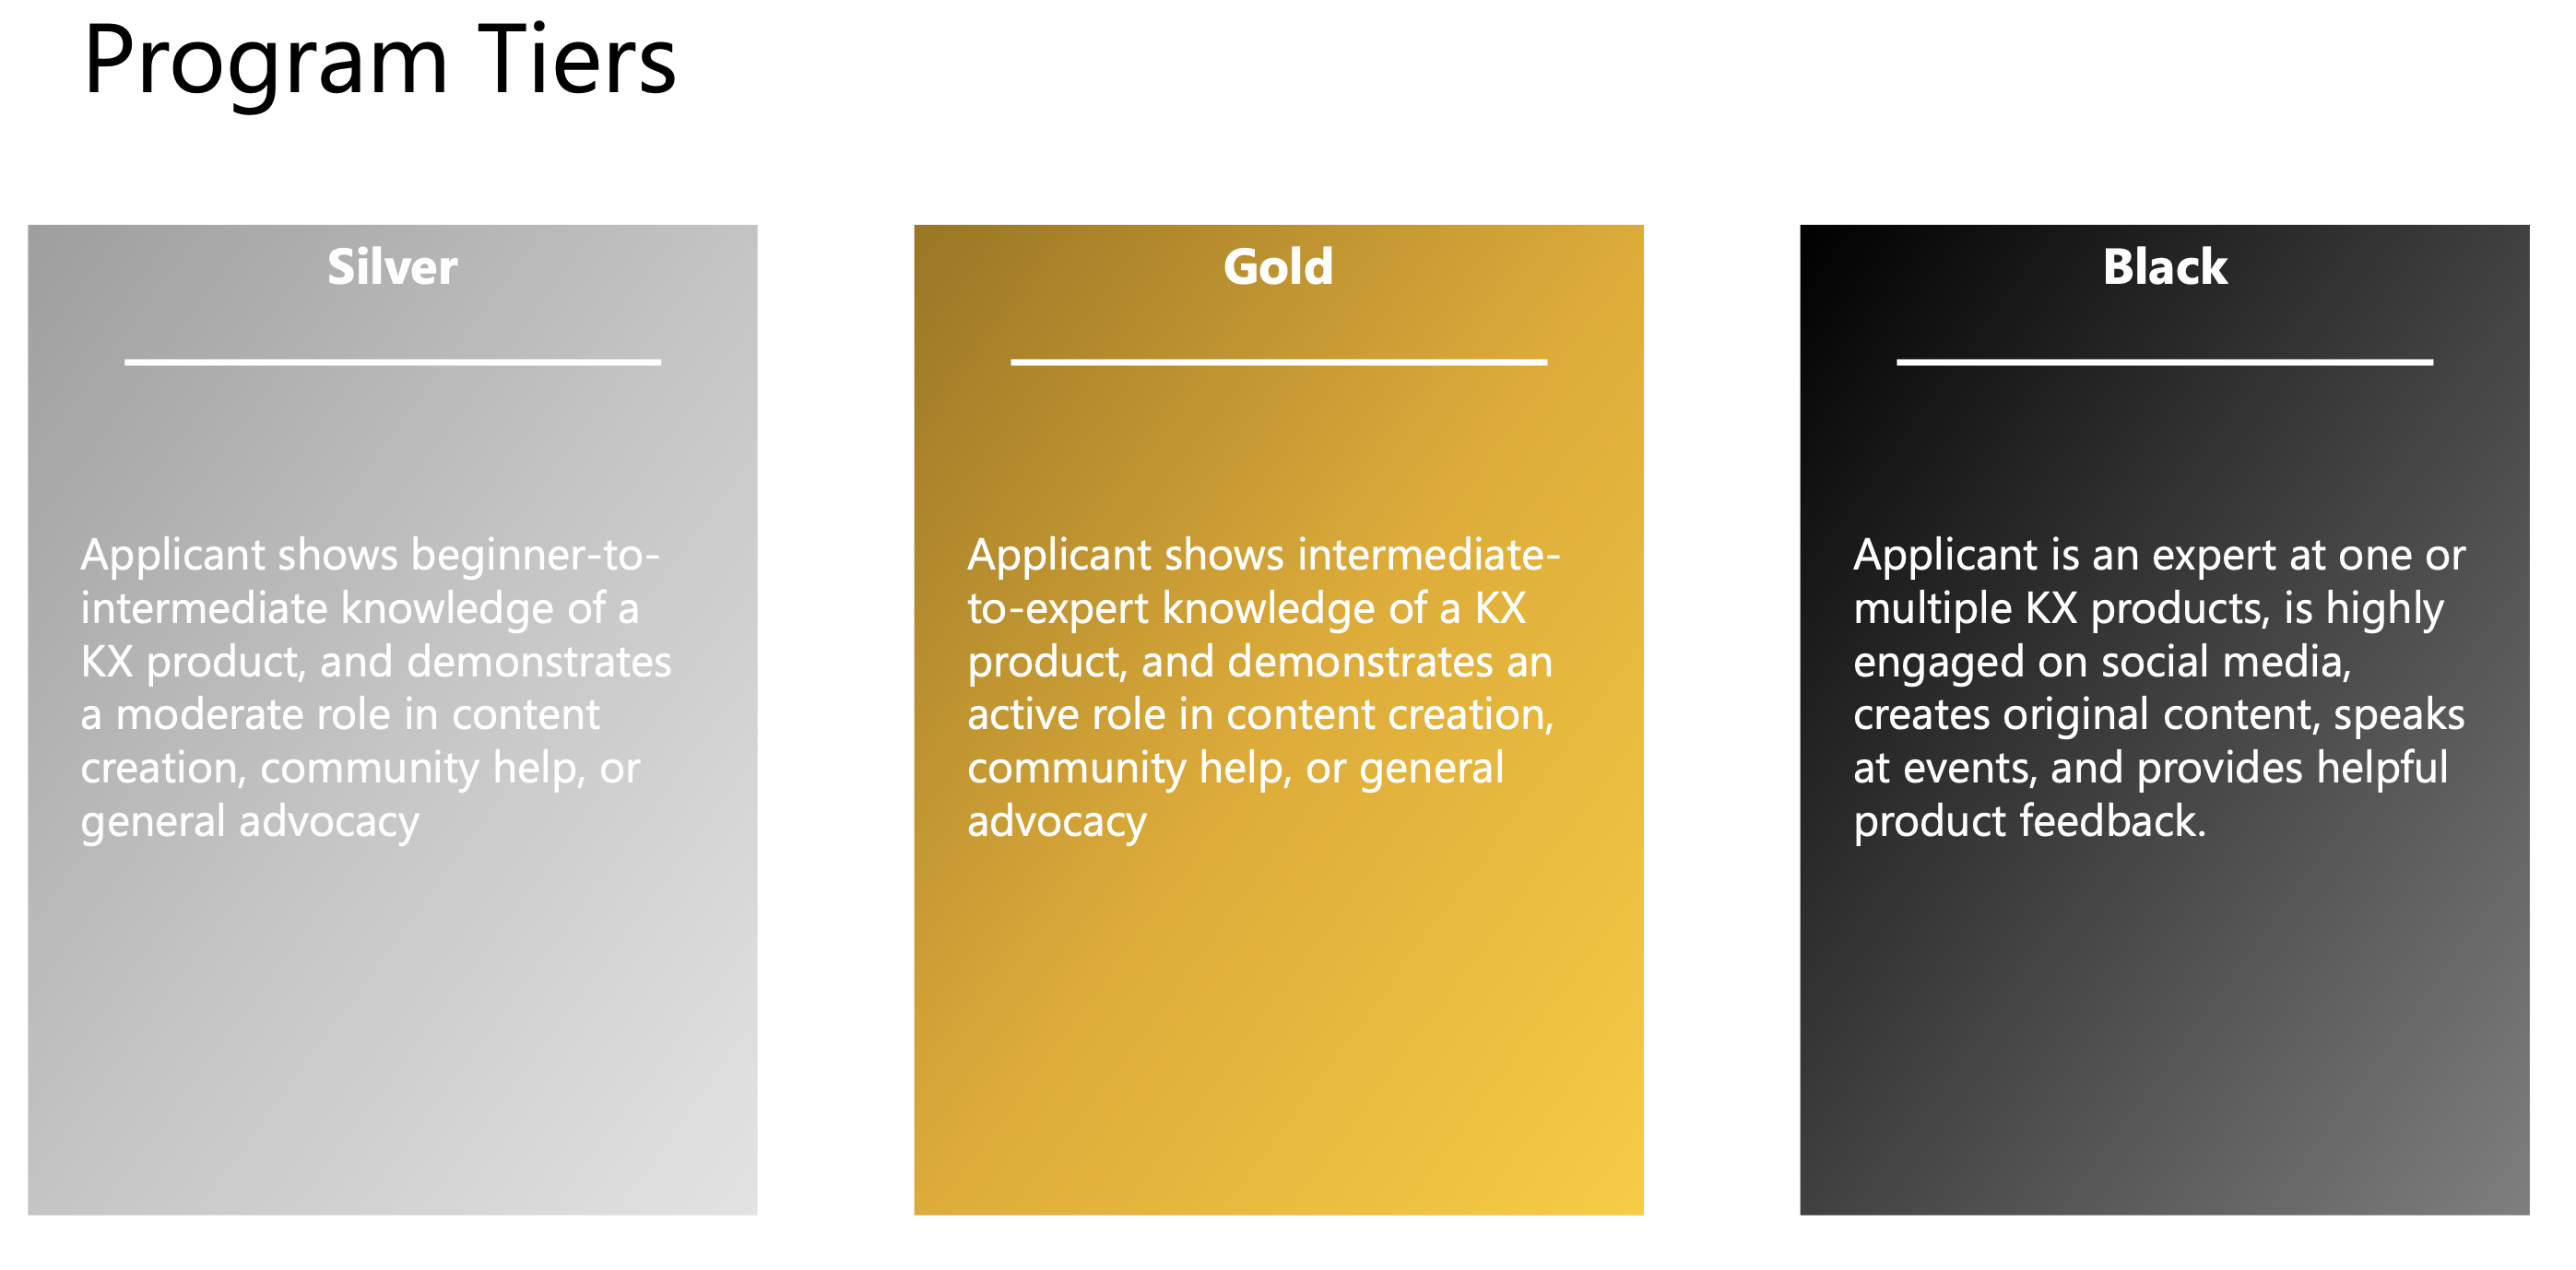 Program Tiers
Silver
Applicant shows beginner-to-
intermediate knowledge of a
KX product, and demonstrates
a moderate role in content
creation, community help, or
general advocacy
Gold
Applicant shows intermediate-
to-expert knowledge of a KX
product, and demonstrates an
active role in content creation,
community help, or general
advocacy
Black
Applicant is an expert at one or
multiple KX products, is highly
engaged on social media,
creates original content, speaks
at events, and provides helpful
product feedback.